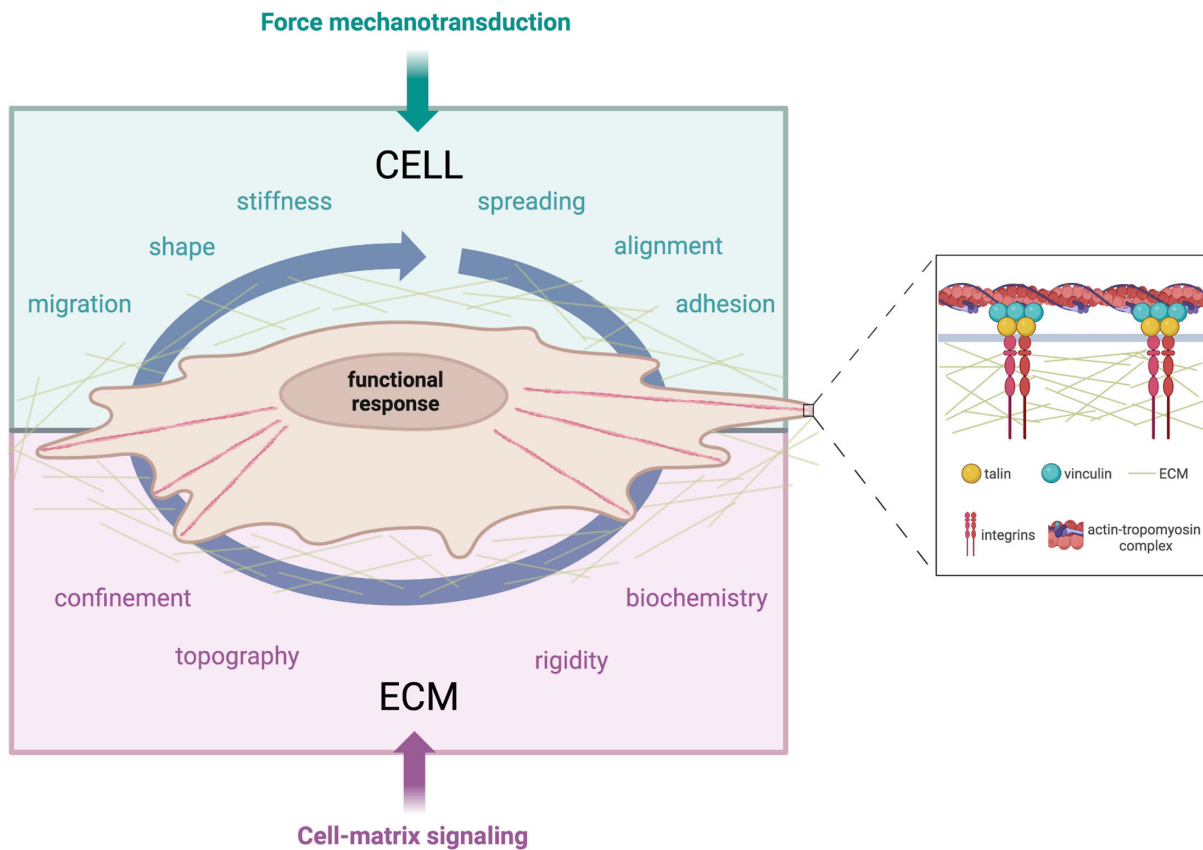 Force mechanotransduction
CELL
stiffness
spreading
shape
alignment
migration
adhesion
functional
response
confinement
biochemistry
topography
rigidity
ECM
Cell-matrix signaling
talin
vinculin
ECM
integrins
actin-tropomyosin
complex